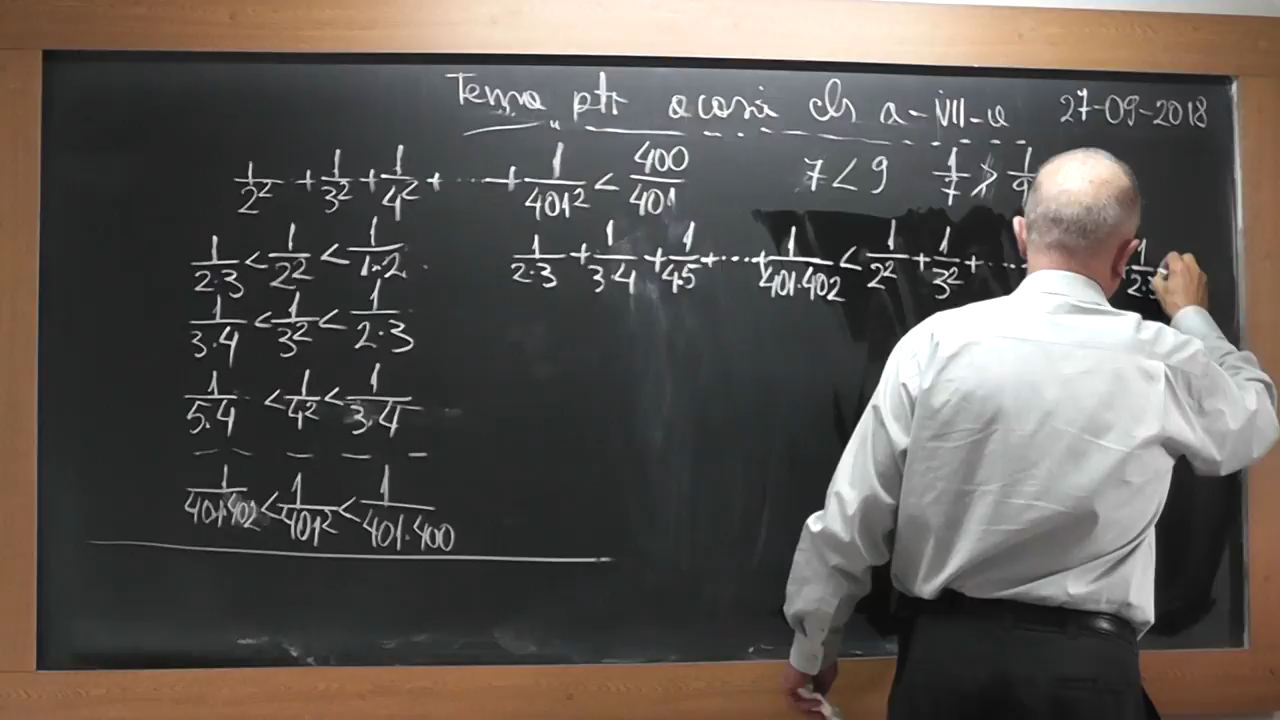 Tema ptr acasă cls a-VII-a 27-09-2018
1/2² + 1/3² + 1/4² + ... + 1/401² < 400/401
7 < 9 1/7 > 1/9
1/2·3 < 1/2² < 1/1·2
1/2·3 + 1/3·4 + 1/4·5 + ... + 1/401·402 < 1/2² + 1/3² + ... + 1/2·3
1/3·4 < 1/3² < 1/2·3
1/5·4 < 1/4² < 1/3·4
- - - - -
1/401·402 < 1/401² < 1/401·400